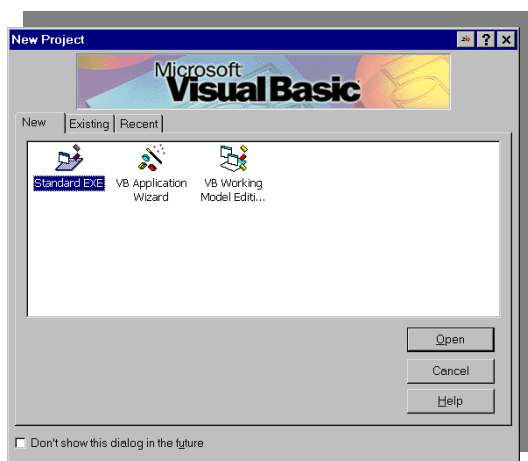 New Project
Microsoft
Visual Basic
New Existing Recent
Standard EXE VB Application Wizard VB Working Model Editi...
Open
Cancel
Help
Don't show this dialog in the future